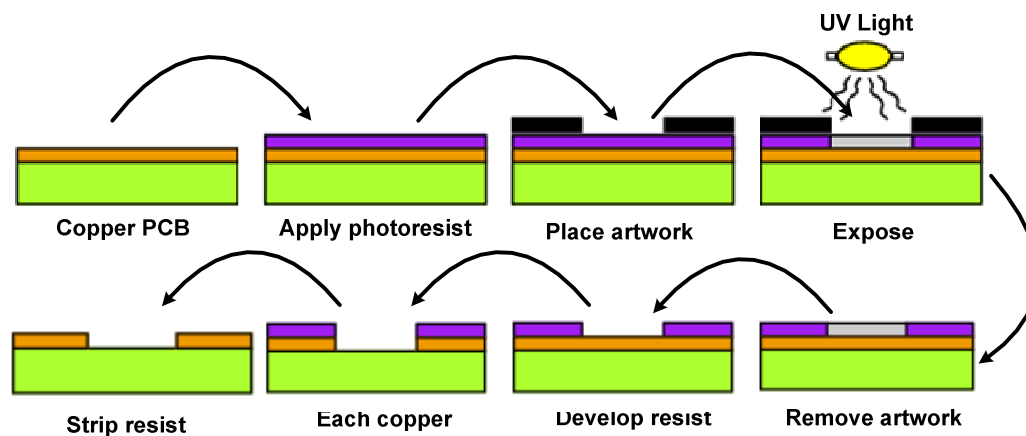 UV Light
Copper PCB
Apply photoresist
Place artwork
Expose
Strip resist
Each copper
Develop resist
Remove artwork